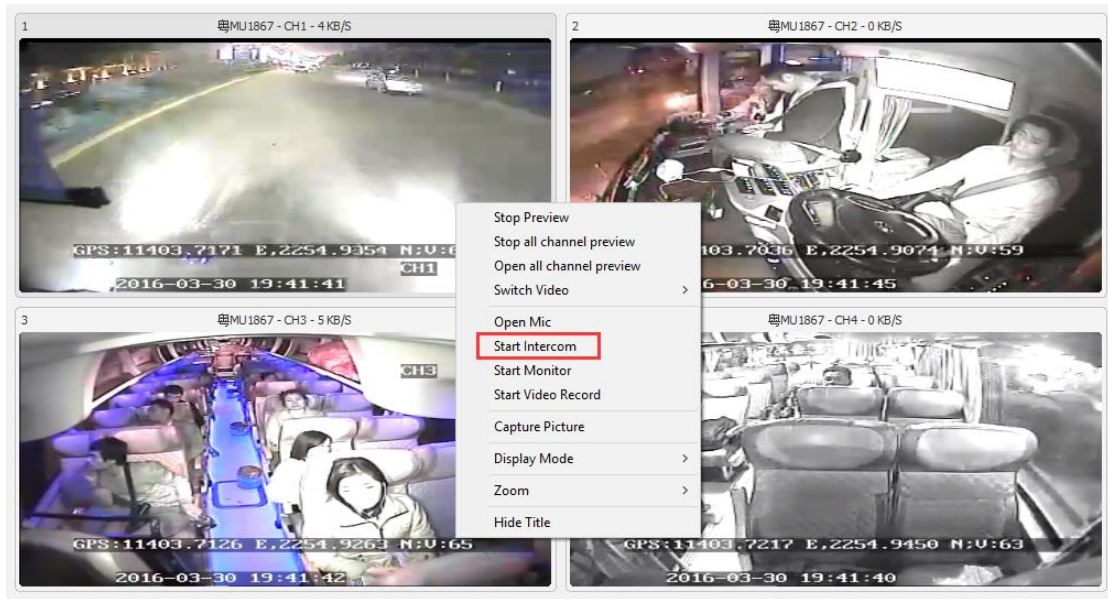 1
粤MU1867 - CH1 - 4 KB/S
GPS:11403.7171 E,2254.9354 N;V:6
CH1
2016-03-30 19:41:41
2
粤MU1867 - CH2 - 0 KB/S
103.7036 E,2254.9074 N;V:59
6-03-30 19:41:45
Stop Preview
Stop all channel preview
Open all channel preview
Switch Video
Open Mic
Start Intercom
Start Monitor
Start Video Record
Capture Picture
Display Mode
Zoom
Hide Title
3
粤MU1867 - CH3 - 5 KB/S
CH3
GPS:11403.7126 E,2254.9263 N;V:65
2016-03-30 19:41:42
粤MU1867 - CH4 - 0 KB/S
GPS:11403.7217 E,2254.9450 N;V:63
2016-03-30 19:41:40